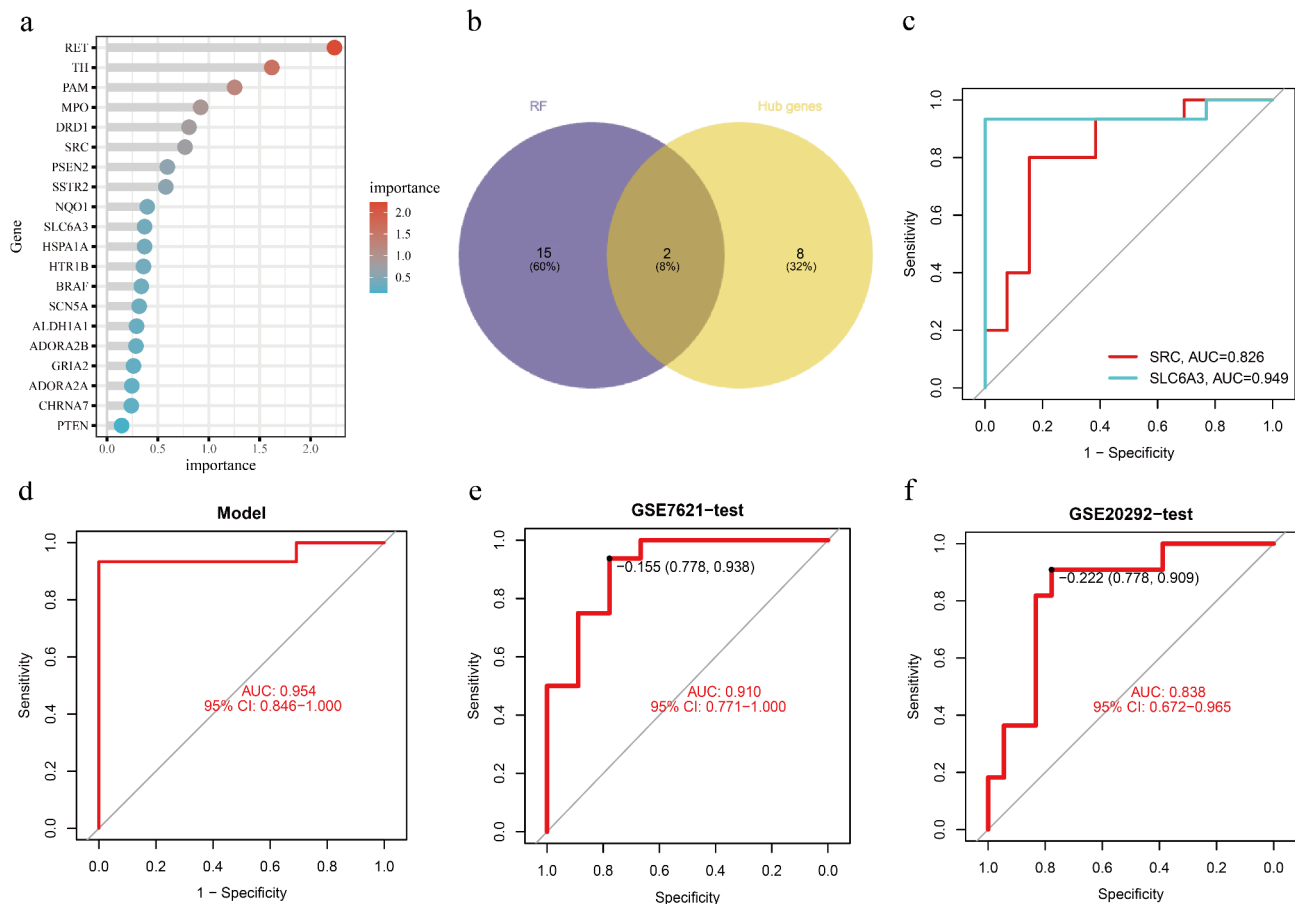 a
RET
TH
PAM
MPO
DRD1
SRC
PSEN2
SSTR2
NQO1
SLC6A3
HSPA1A
HTR1B
BRAF
SCN5A
ALDH1A1
ADORA2B
GRIA2
ADORA2A
CHRNA7
PTEN
Gene
0.0 0.5 1.0 1.5 2.0
importance
importance
2.0
1.5
1.0
0.5
b
RF
Hub genes
15
(60%)
2
(8%)
8
(32%)
c
1.0
0.8
0.6
0.4
0.2
0.0
Sensitivity
SRC, AUC=0.826
SLC6A3, AUC=0.949
0.0 0.2 0.4 0.6 0.8 1.0
1 − Specificity
d
Model
1.0
0.8
0.6
0.4
0.2
0.0
Sensitivity
AUC: 0.954
95% CI: 0.846−1.000
0.0 0.2 0.4 0.6 0.8 1.0
1 − Specificity
e
GSE7621−test
1.0
0.8
0.6
0.4
0.2
0.0
Sensitivity
−0.155 (0.778, 0.938)
AUC: 0.910
95% CI: 0.771−1.000
1.0 0.8 0.6 0.4 0.2 0.0
Specificity
f
GSE20292−test
1.0
0.8
0.6
0.4
0.2
0.0
Sensitivity
−0.222 (0.778, 0.909)
AUC: 0.838
95% CI: 0.672−0.965
1.0 0.8 0.6 0.4 0.2 0.0
Specificity